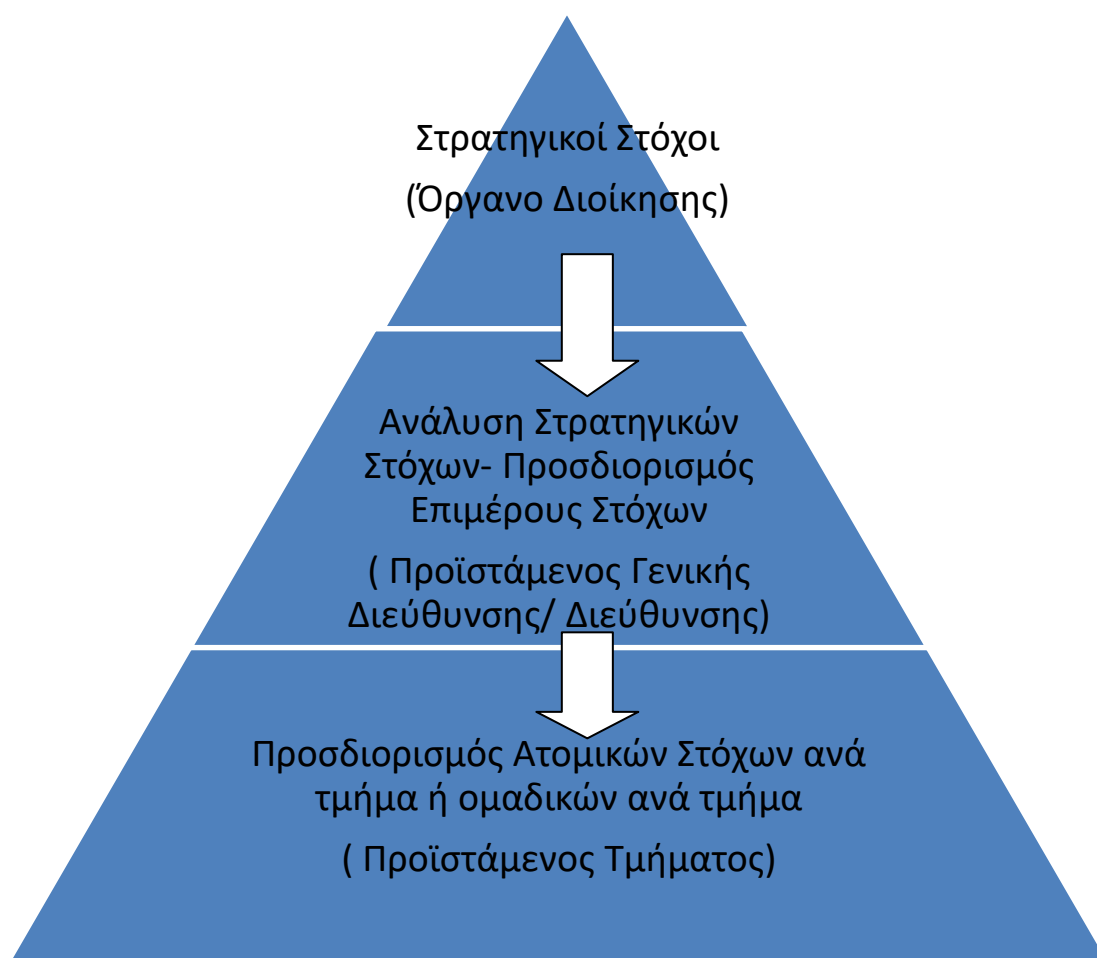 Στρατηγικοί Στόχοι
(Όργανο Διοίκησης)
Ανάλυση Στρατηγικών
Στόχων- Προσδιορισμός
Επιμέρους Στόχων
( Προϊστάμενος Γενικής
Διεύθυνσης/ Διεύθυνσης)
Προσδιορισμός Ατομικών Στόχων ανά
τμήμα ή ομαδικών ανά τμήμα
( Προϊστάμενος Τμήματος)